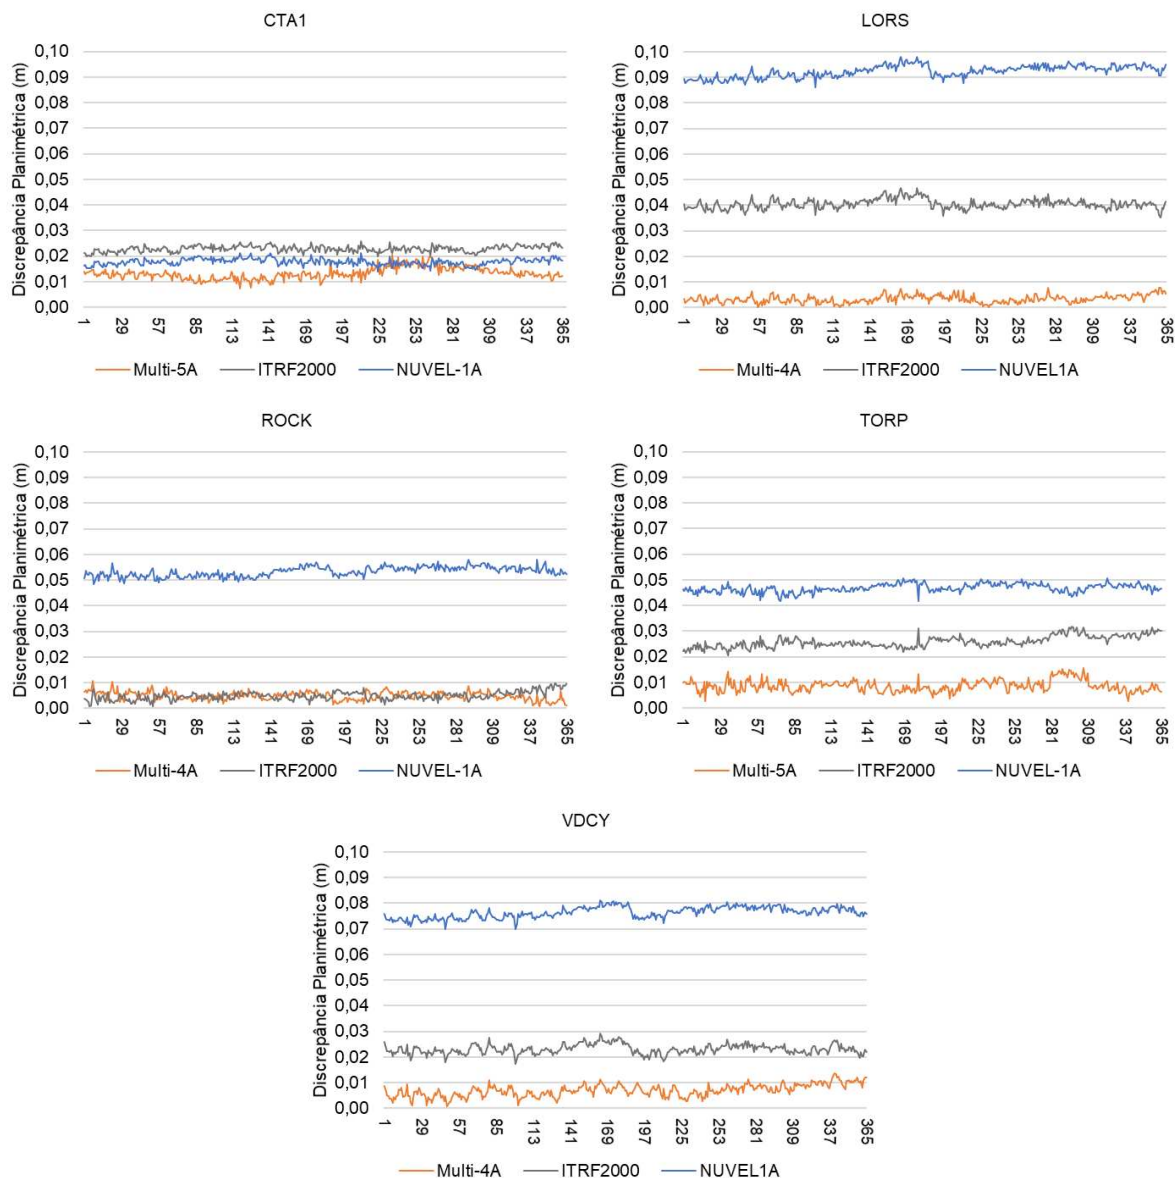 CTA1
Discrepância Planimétrica (m)
0,10
0,09
0,08
0,07
0,06
0,05
0,04
0,03
0,02
0,01
0,00
1 29 57 85 113 141 169 197 225 253 281 309 337 365
Multi-5A ITRF2000 NUVEL-1A
LORS
Discrepância Planimétrica (m)
0,10
0,09
0,08
0,07
0,06
0,05
0,04
0,03
0,02
0,01
0,00
1 29 57 85 113 141 169 197 225 253 281 309 337 365
Multi-4A ITRF2000 NUVEL1A
ROCK
Discrepância Planimétrica (m)
0,10
0,09
0,08
0,07
0,06
0,05
0,04
0,03
0,02
0,01
0,00
1 29 57 85 113 141 169 197 225 253 281 309 337 365
Multi-4A ITRF2000 NUVEL-1A
TORP
Discrepância Planimétrica (m)
0,10
0,09
0,08
0,07
0,06
0,05
0,04
0,03
0,02
0,01
0,00
1 29 57 85 113 141 169 197 225 253 281 309 337 365
Multi-5A ITRF2000 NUVEL-1A
VDCY
Discrepância Planimétrica (m)
0,10
0,09
0,08
0,07
0,06
0,05
0,04
0,03
0,02
0,01
0,00
1 29 57 85 113 141 169 197 225 253 281 309 337 365
Multi-4A ITRF2000 NUVEL1A